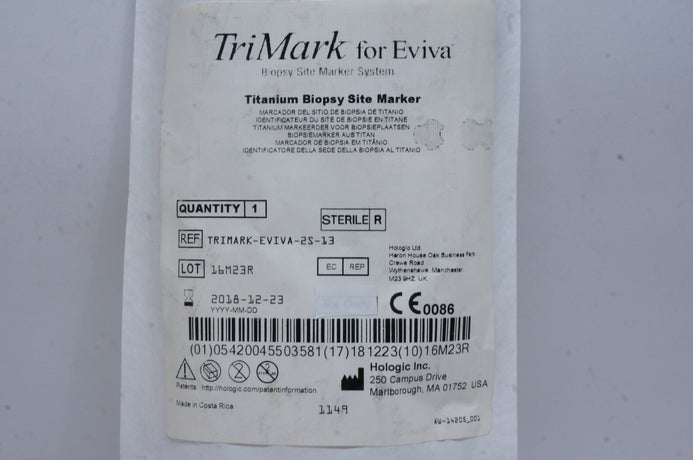 TriMark for Eviva
Biopsy Site Marker System
Titanium Biopsy Site Marker
MARCADOR DEL SITIO DE BIOPSIA DE TITANIO
IDENTIFICATEUR DU SITE DE BIOPSIE EN TITANE
TITANIUM MARKEERDER VOOR BIOPSIEPLAATSEN
BIOPSIEMARKER AUS TITAN
MARCADOR DE BIOPSIA EM TITÂNIO
IDENTIFICATORE DELLA SEDE DELLA BIOPSIA AL TITANIO
QUANTITY 1
STERILE R
REF TRIMARK-EVIVA-2S-13
LOT 16M23R
EC REP
Hologic Ltd.
Heron House Oak Business Park
Crewe Road
Wythenshawe, Manchester
M23 9HZ, UK
2018-12-23
YYYY-MM-DD
Rx Only
CE 0086
(01)05420045503581(17)181223(10)16M23R
Hologic Inc.
250 Campus Drive
Marlborough, MA 01752 USA
Patents: http://hologic.com/patentinformation
Made in Costa Rica
1149
AW-14205_001